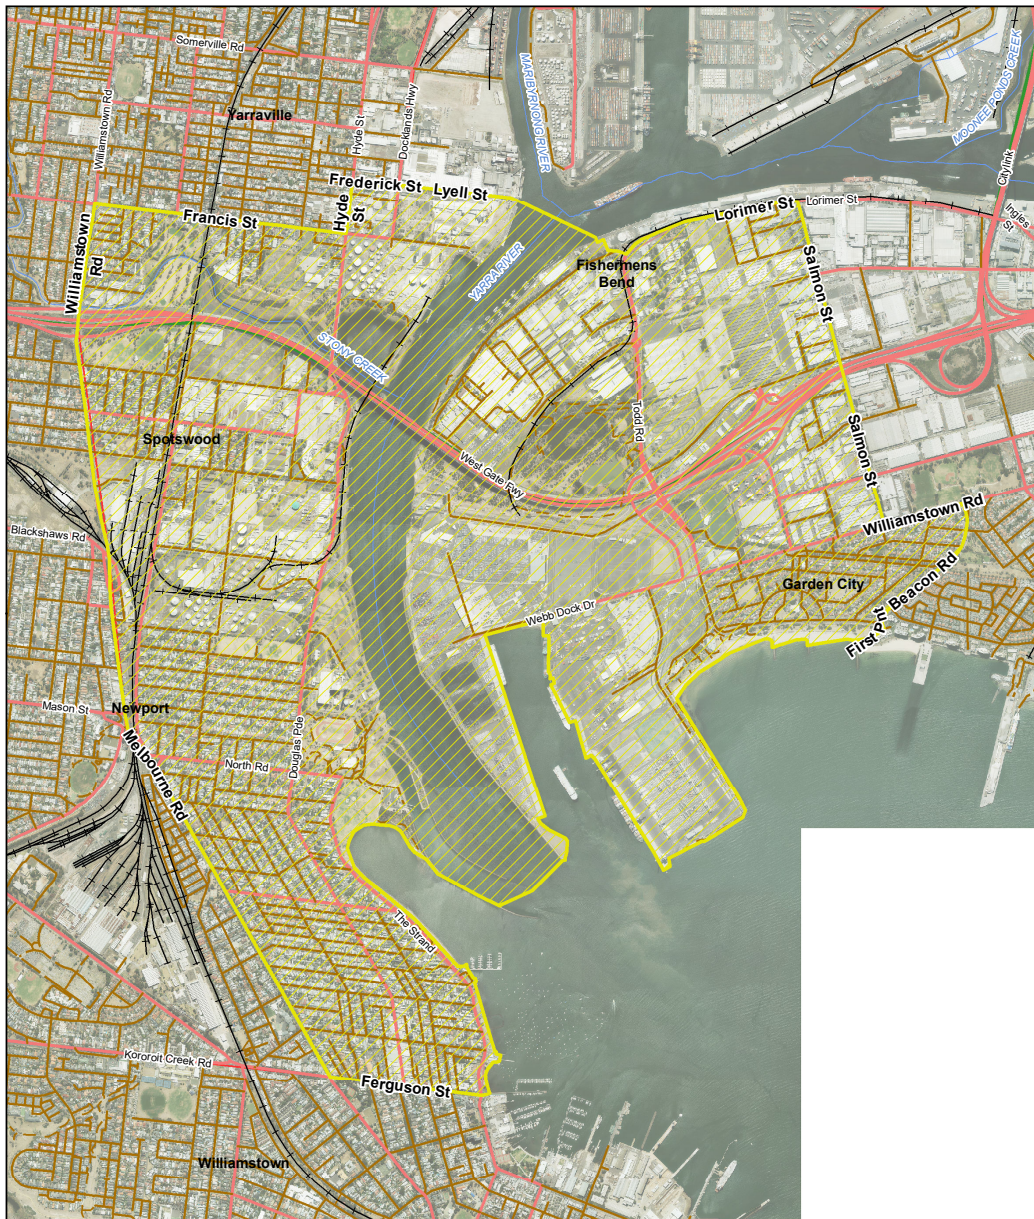 Somerville Rd
Williamstown Rd
Yarraville
Hyde St
Docklands Hwy
MARIBYRNONG RIVER
MOONEE PONDS CREEK
CityLink
Ingles
St
Frederick St
Lyell St
Hyde
St
Francis St
Williamstown
Rd
Lorimer St
Lorimer St
Fishermens
Bend
Salmon St
YARRA RIVER
STONY CREEK
Todd Rd
Spotswood
West Gate Fwy
Salmon St
Williamstown Rd
Blackshaws Rd
Garden City
Beacon Rd
First Pt
Webb Dock Dr
Newport
Mason St
Melbourne Rd
North Rd
Douglas Pde
The Strand
Kororoit Creek Rd
Ferguson St
Williamstown